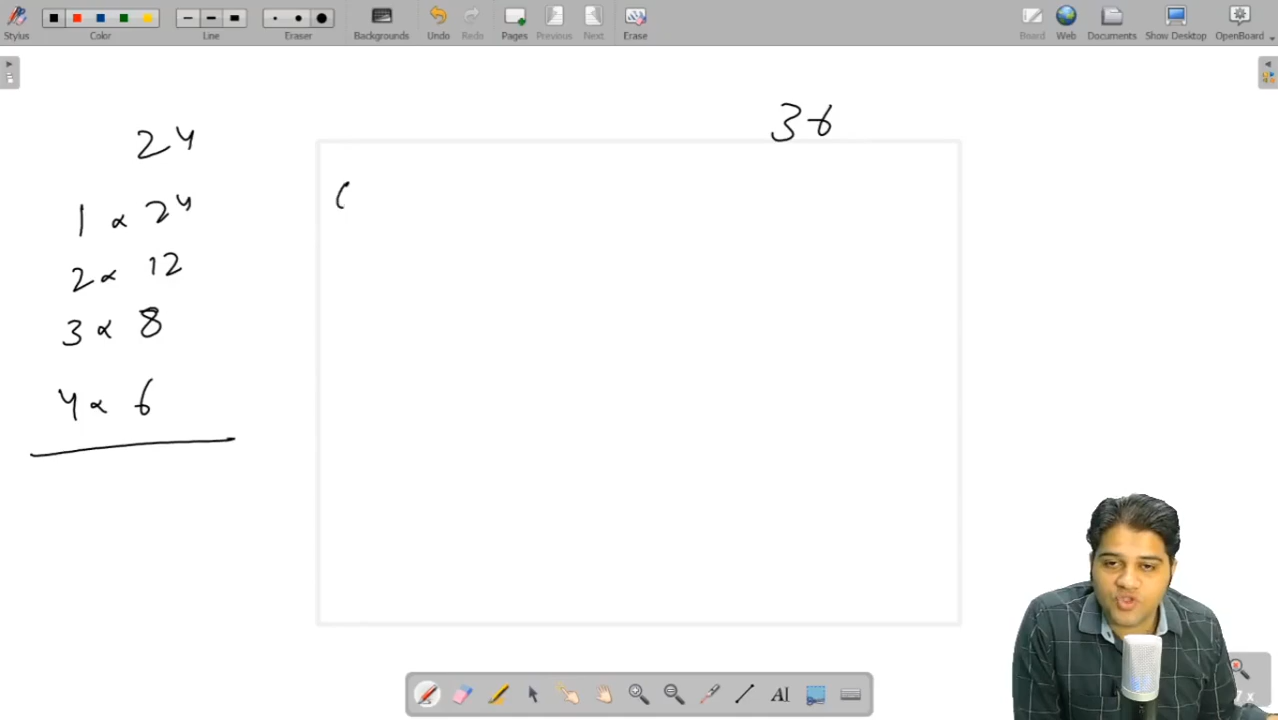 Stylus
Color
Line
Eraser
Backgrounds
Undo
Redo
Pages
Previous
Next
Erase
Board
Web
Documents
Show Desktop
OpenBoard
24
1 × 24
2 × 12
3 × 8
4 × 6
36
(